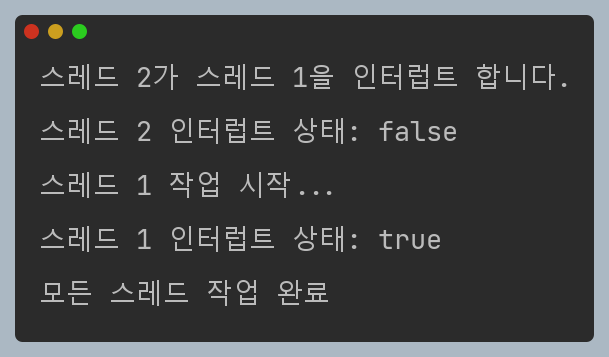 스레드 2가 스레드 1을 인터럽트 합니다.
스레드 2 인터럽트 상태: false
스레드 1 작업 시작...
스레드 1 인터럽트 상태: true
모든 스레드 작업 완료